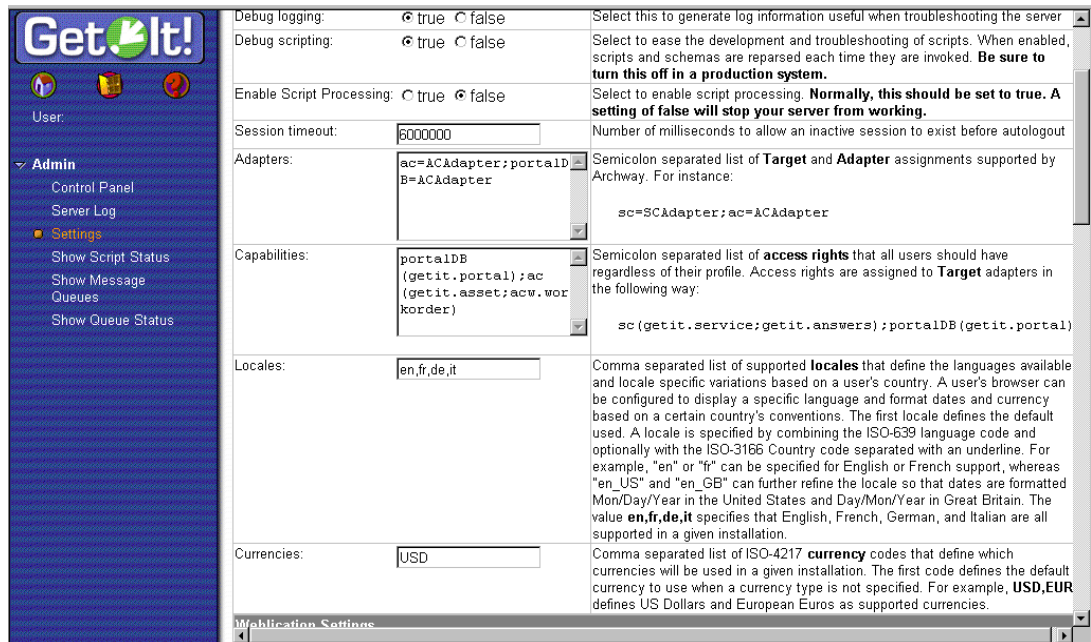 Get It!
User:
Admin
Control Panel
Server Log
Settings
Show Script Status
Show Message
Queues
Show Queue Status
Debug logging:
true false
Select this to generate log information useful when troubleshooting the server
Debug scripting:
true false
Select to ease the development and troubleshooting of scripts. When enabled,
scripts and schemas are reparsed each time they are invoked. Be sure to
turn this off in a production system.
Enable Script Processing:
true false
Select to enable script processing. Normally, this should be set to true. A
setting of false will stop your server from working.
Session timeout:
6000000
Number of milliseconds to allow an inactive session to exist before autologout
Adapters:
ac=ACAdapter;portalD
B=ACAdapter
Semicolon separated list of Target and Adapter assignments supported by
Archway. For instance:
sc=SCAdapter;ac=ACAdapter
Capabilities:
portalDB
(getit.portal);ac
(getit.asset;acw.wor
korder)
Semicolon separated list of access rights that all users should have
regardless of their profile. Access rights are assigned to Target adapters in
the following way:
sc(getit.service;getit.answers);portalDB(getit.portal)
Locales:
en,fr,de,it
Comma separated list of supported locales that define the languages available
and locale specific variations based on a user's country. A user's browser can
be configured to display a specific language and format dates and currency
based on a certain country's conventions. The first locale defines the default
used. A locale is specified by combining the ISO-639 language code and
optionally with the ISO-3166 Country code separated with an underline. For
example, "en" or "fr" can be specified for English or French support, whereas
"en_US" and "en_GB" can further refine the locale so that dates are formatted
Mon/Day/Year in the United States and Day/Mon/Year in Great Britain. The
value en,fr,de,it specifies that English, French, German, and Italian are all
supported in a given installation.
Currencies:
USD
Comma separated list of ISO-4217 currency codes that define which
currencies will be used in a given installation. The first code defines the default
currency to use when a currency type is not specified. For example, USD,EUR
defines US Dollars and European Euros as supported currencies.
Weblication Settings